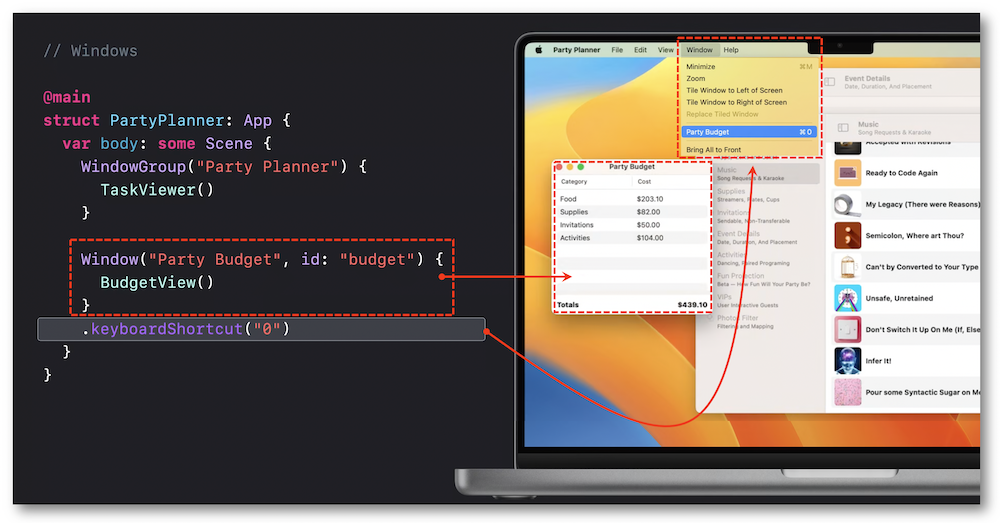 // Windows
@main
struct PartyPlanner: App {
var body: some Scene {
WindowGroup("Party Planner") {
TaskViewer()
}
Window("Party Budget", id: "budget") {
BudgetView()
}
.keyboardShortcut("0")
}
}
Party Planner File Edit View Window Help
Minimize ⌘M
Zoom
Tile Window to Left of Screen
Tile Window to Right of Screen
Replace Tiled Window
Party Budget ⌘0
Bring All to Front
Party Budget
Category Cost
Food $203.10
Supplies $82.00
Invitations $50.00
Activities $104.00
Totals $439.10
Music
Song Requests & Karaoke
Supplies
Streamers, Plates, Cups
Invitations
Sendable, Non-Transferable
Event Details
Date, Duration, And Placement
Activities
Dancing, Paired Programing
Fun Projection
Beta — How Fun Will Your Party Be?
VIPs
User Interactive Guests
Photo Filter
Filtering and Mapping
Event Details
Date, Duration, And Placement
Music
Song Requests & Karaoke
Accepted with Revisions
Ready to Code Again
My Legacy (There were Reasons)
Semicolon, Where art Thou?
Can't by Converted to Your Type
Unsafe, Unretained
Don't Switch It Up On Me (If, Else
Infer It!
Pour some Syntactic Sugar on Me